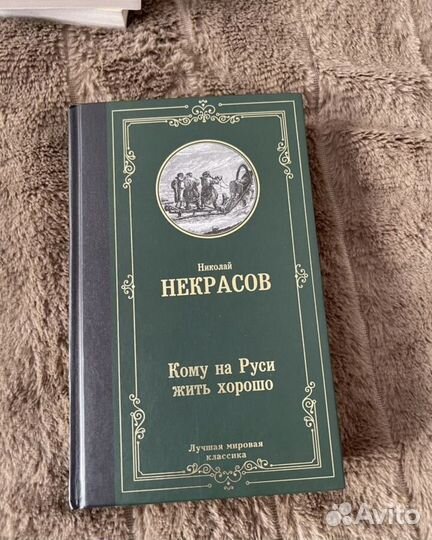 Николай
НЕКРАСОВ
Кому на Руси
жить хорошо
Лучшая мировая
классика
Avito